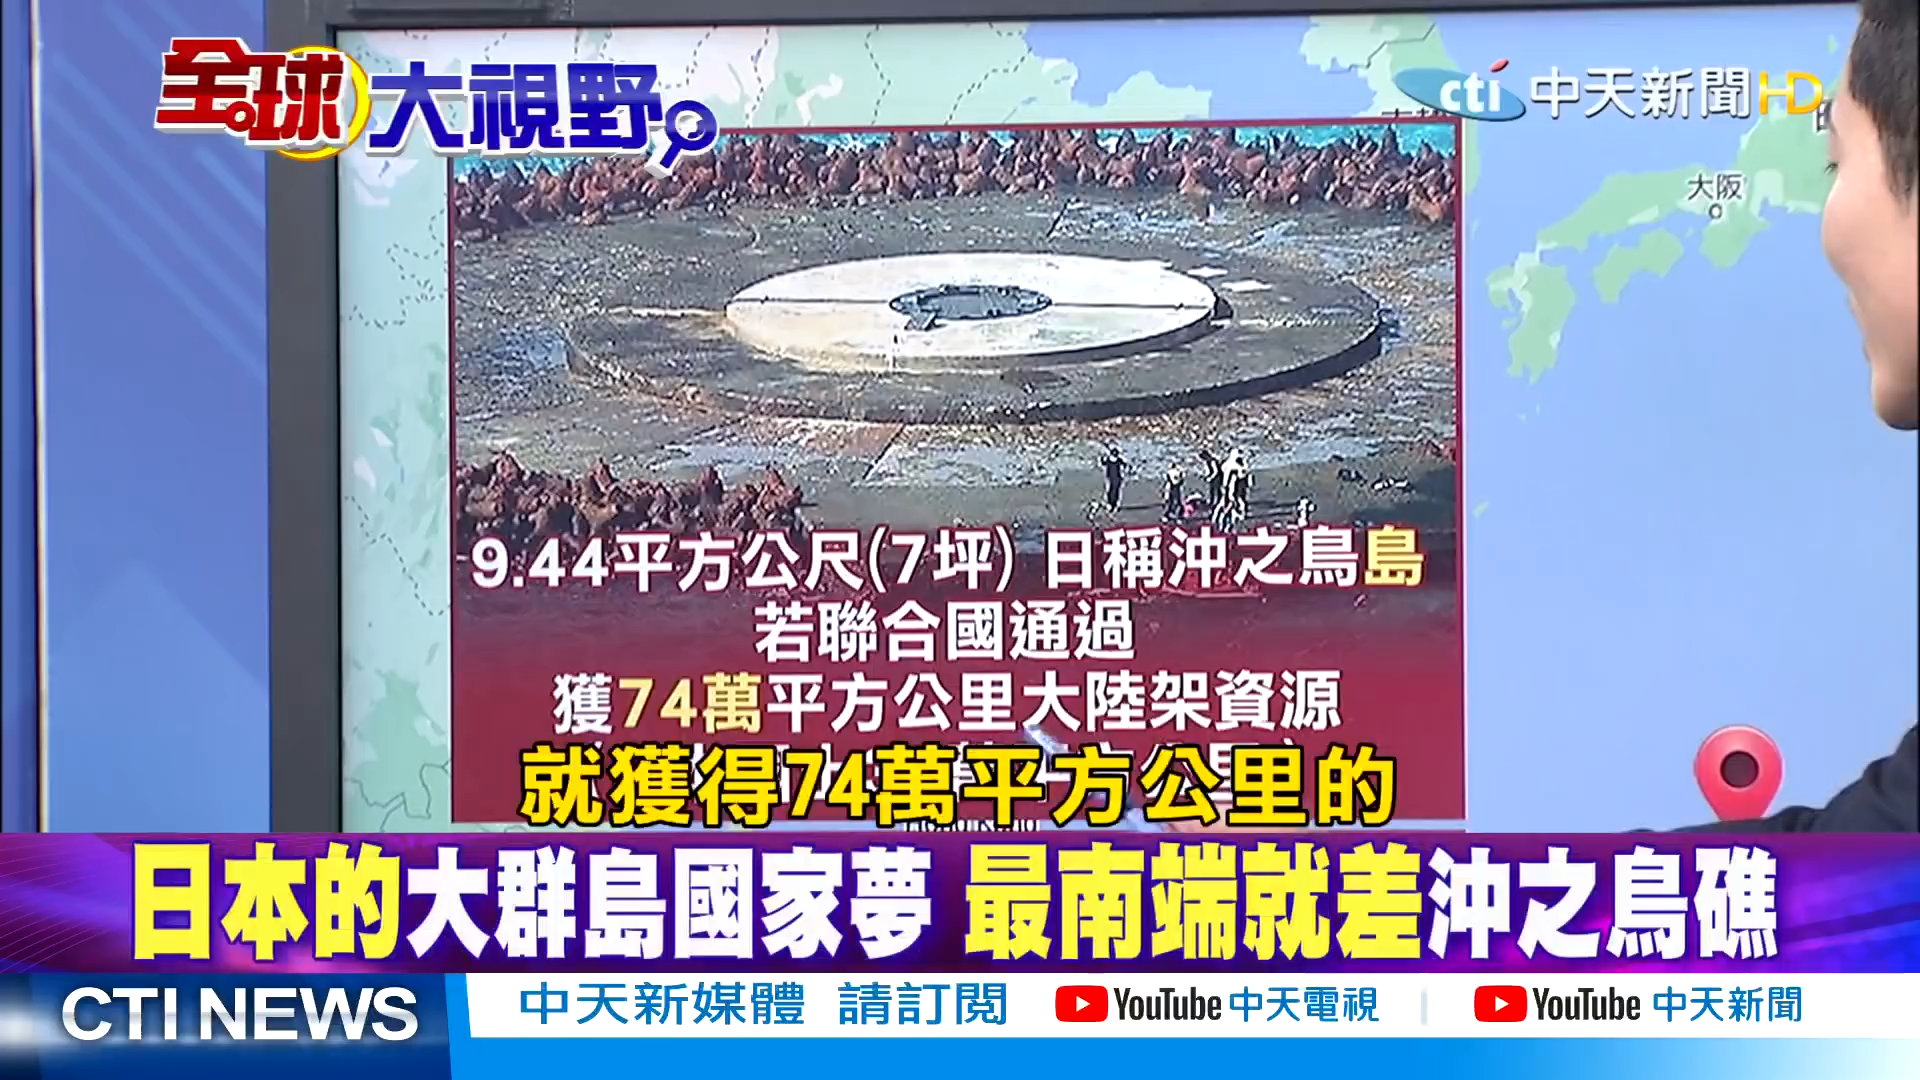 全球大視野
cti 中天新聞HD
大阪
9.44平方公尺(7坪) 日稱沖之鳥島
若聯合國通過
獲74萬平方公里大陸架資源
就獲得74萬平方公里的
日本的大群島國家夢 最南端就差沖之鳥礁
CTI NEWS
中天新媒體 請訂閱 YouTube 中天電視 | YouTube 中天新聞